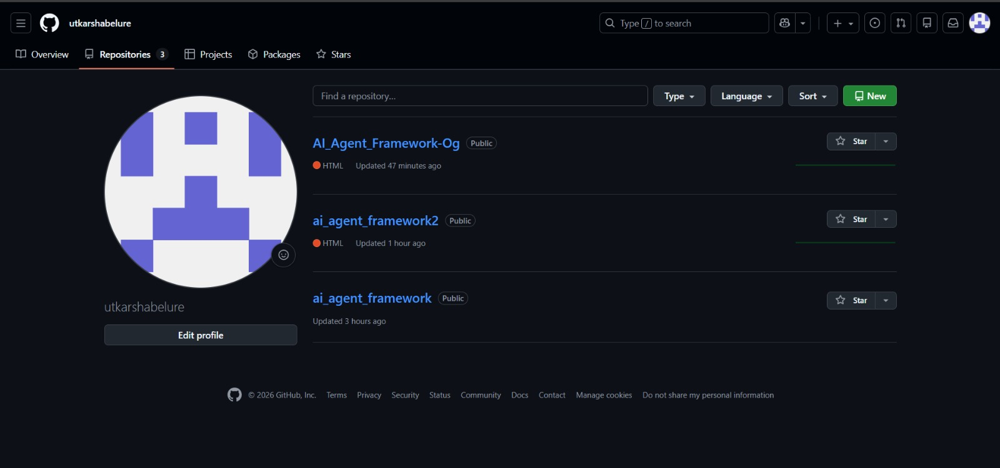 utkarshabelure
Type / to search
Overview Repositories 3 Projects Packages Stars
Find a repository... Type Language Sort New
AI_Agent_Framework-Og Public Star
HTML Updated 47 minutes ago
ai_agent_framework2 Public Star
HTML Updated 1 hour ago
ai_agent_framework Public Star
Updated 3 hours ago
utkarshabelure
Edit profile
© 2026 GitHub, Inc. Terms Privacy Security Status Community Docs Contact Manage cookies Do not share my personal information